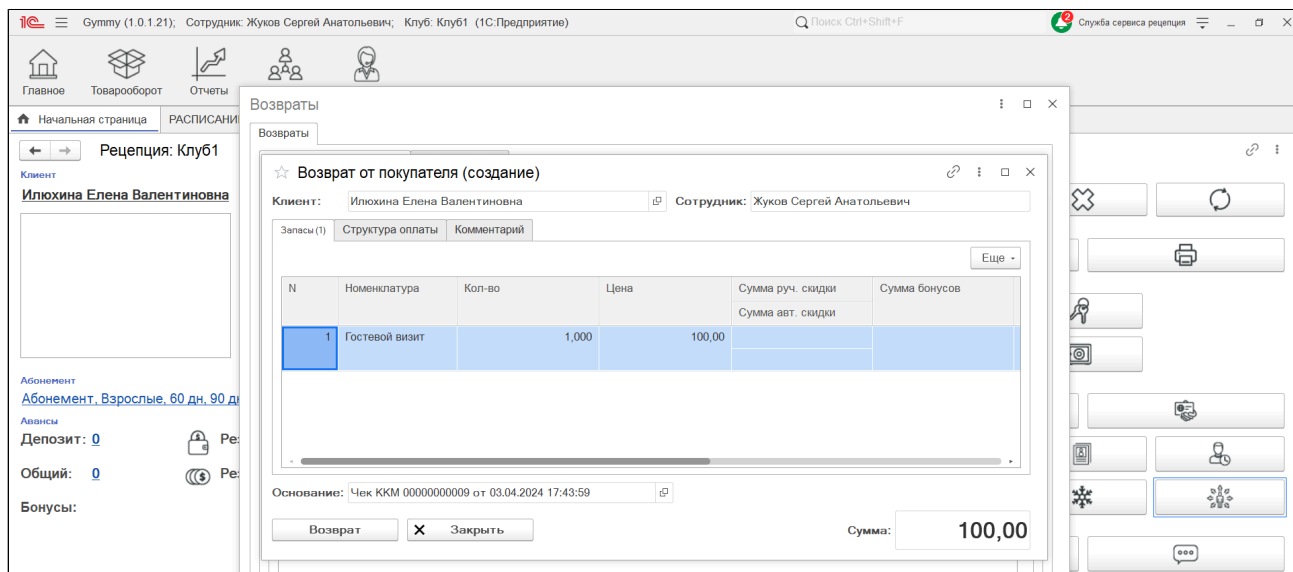 Gymmy (1.0.1.21); Сотрудник: Жуков Сергей Анатольевич; Клуб: Клуб1 (1С:Предприятие)
Поиск Ctrl+Shift+F
2
Служба сервиса рецепция
Главное
Товарооборот
Отчеты
Начальная страница
РАСПИСАНИ
Возвраты
Возвраты
Рецепция: Клуб1
Клиент
Илюхина Елена Валентиновна
Возврат от покупателя (создание)
Клиент: Илюхина Елена Валентиновна
Сотрудник: Жуков Сергей Анатольевич
Запасы (1)
Структура оплаты
Комментарий
Еще
N
Номенклатура
Кол-во
Цена
Сумма руч. скидки
Сумма авт. скидки
Сумма бонусов
1
Гостевой визит
1,000
100,00
Абонемент
Абонемент, Взрослые, 60 дн, 90 д
Авансы
Депозит: 0
Ре
Общий: 0
Ре
Бонусы:
Основание: Чек ККМ 00000000009 от 03.04.2024 17:43:59
Возврат
Закрыть
Сумма: 100,00